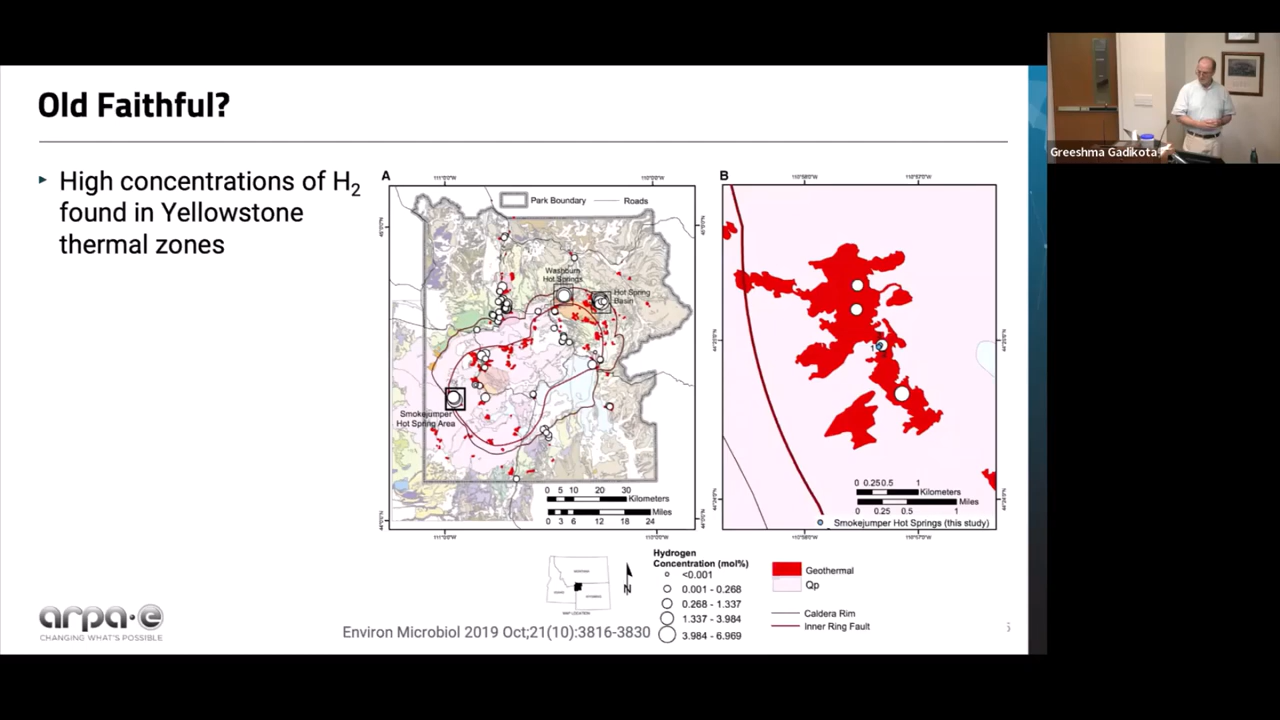 Old Faithful?
High concentrations of H2
found in Yellowstone
thermal zones
A
Park Boundary
Roads
Washburn
Hot Springs
Hot Spring
Basin
Smokejumper
Hot Spring Area
0 5 10 20 30
Kilometers
Miles
0 3 6 12 18 24
B
0 0.25 0.5 1
Kilometers
Miles
0 0.25 0.5 1
Smokejumper Hot Springs (this study)
Hydrogen
Concentration (mol%)
<0.001
0.001 - 0.268
0.268 - 1.337
1.337 - 3.984
3.984 - 6.969
N
Geothermal
Qp
Caldera Rim
Inner Ring Fault
arpa·e
CHANGING WHAT'S POSSIBLE
Environ Microbiol 2019 Oct;21(10):3816-3830
Greeshma Gadikota